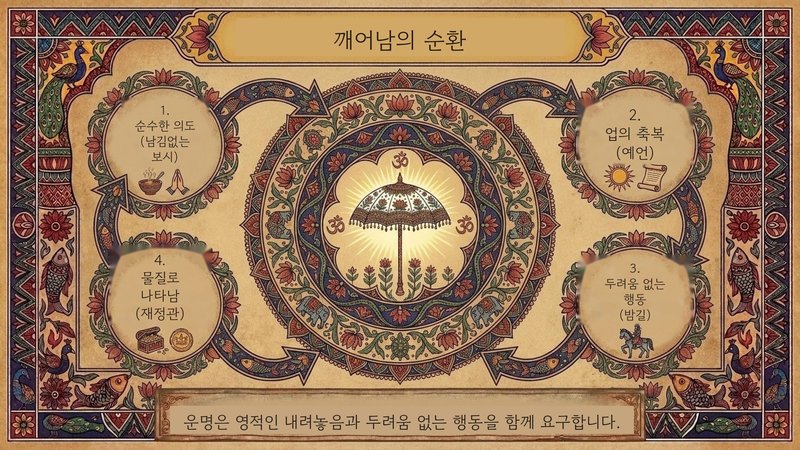 깨어남의 순환
1.
순수한 의도
(남김없는
보시)
2.
업의 축복
(예언)
ॐ
ॐ
ॐ
4.
물질로
나타남
(재정관)
3.
두려움 없는
행동
(밤길)
운명은 영적인 내려놓음과 두려움 없는 행동을 함께 요구합니다.